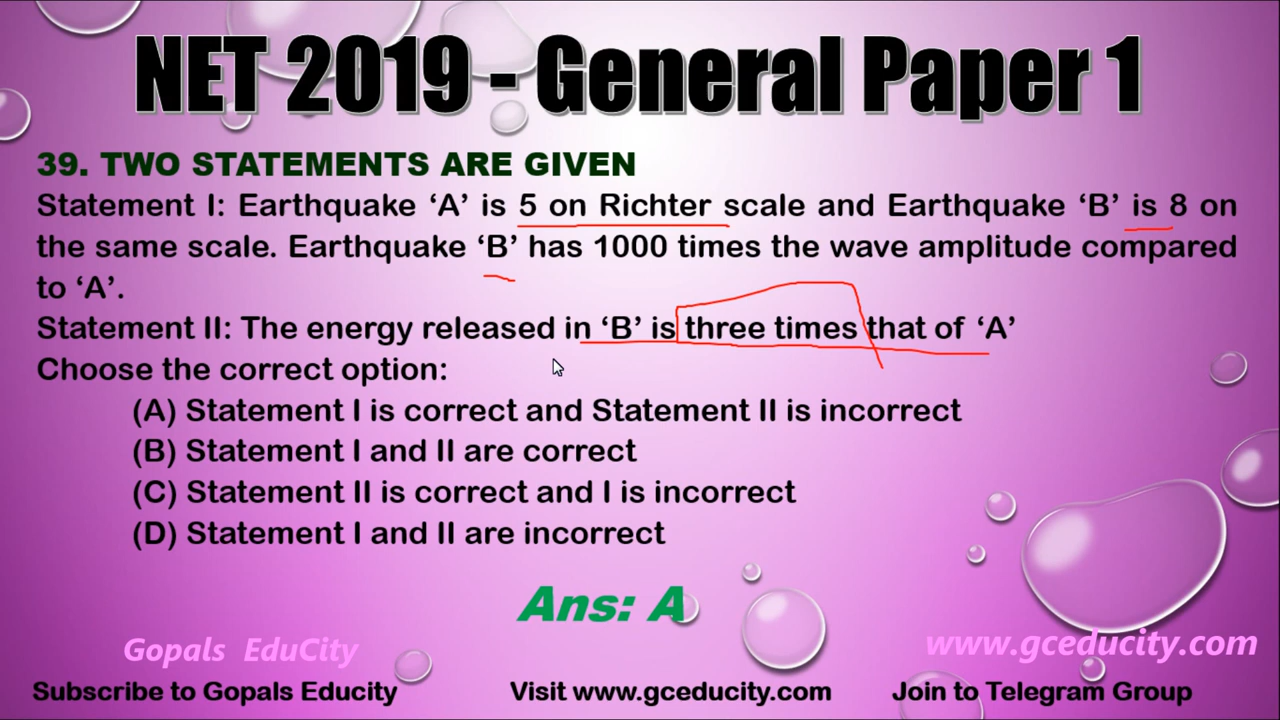 NET 2019 - General Paper 1
39. TWO STATEMENTS ARE GIVEN
Statement I: Earthquake ‘A’ is 5 on Richter scale and Earthquake ‘B’ is 8 on
the same scale. Earthquake ‘B’ has 1000 times the wave amplitude compared
to ‘A’.
Statement II: The energy released in ‘B’ is three times that of ‘A’
Choose the correct option:
(A) Statement I is correct and Statement II is incorrect
(B) Statement I and II are correct
(C) Statement II is correct and I is incorrect
(D) Statement I and II are incorrect
Ans: A
Gopals EduCity
www.gceducity.com
Subscribe to Gopals Educity
Visit www.gceducity.com
Join to Telegram Group